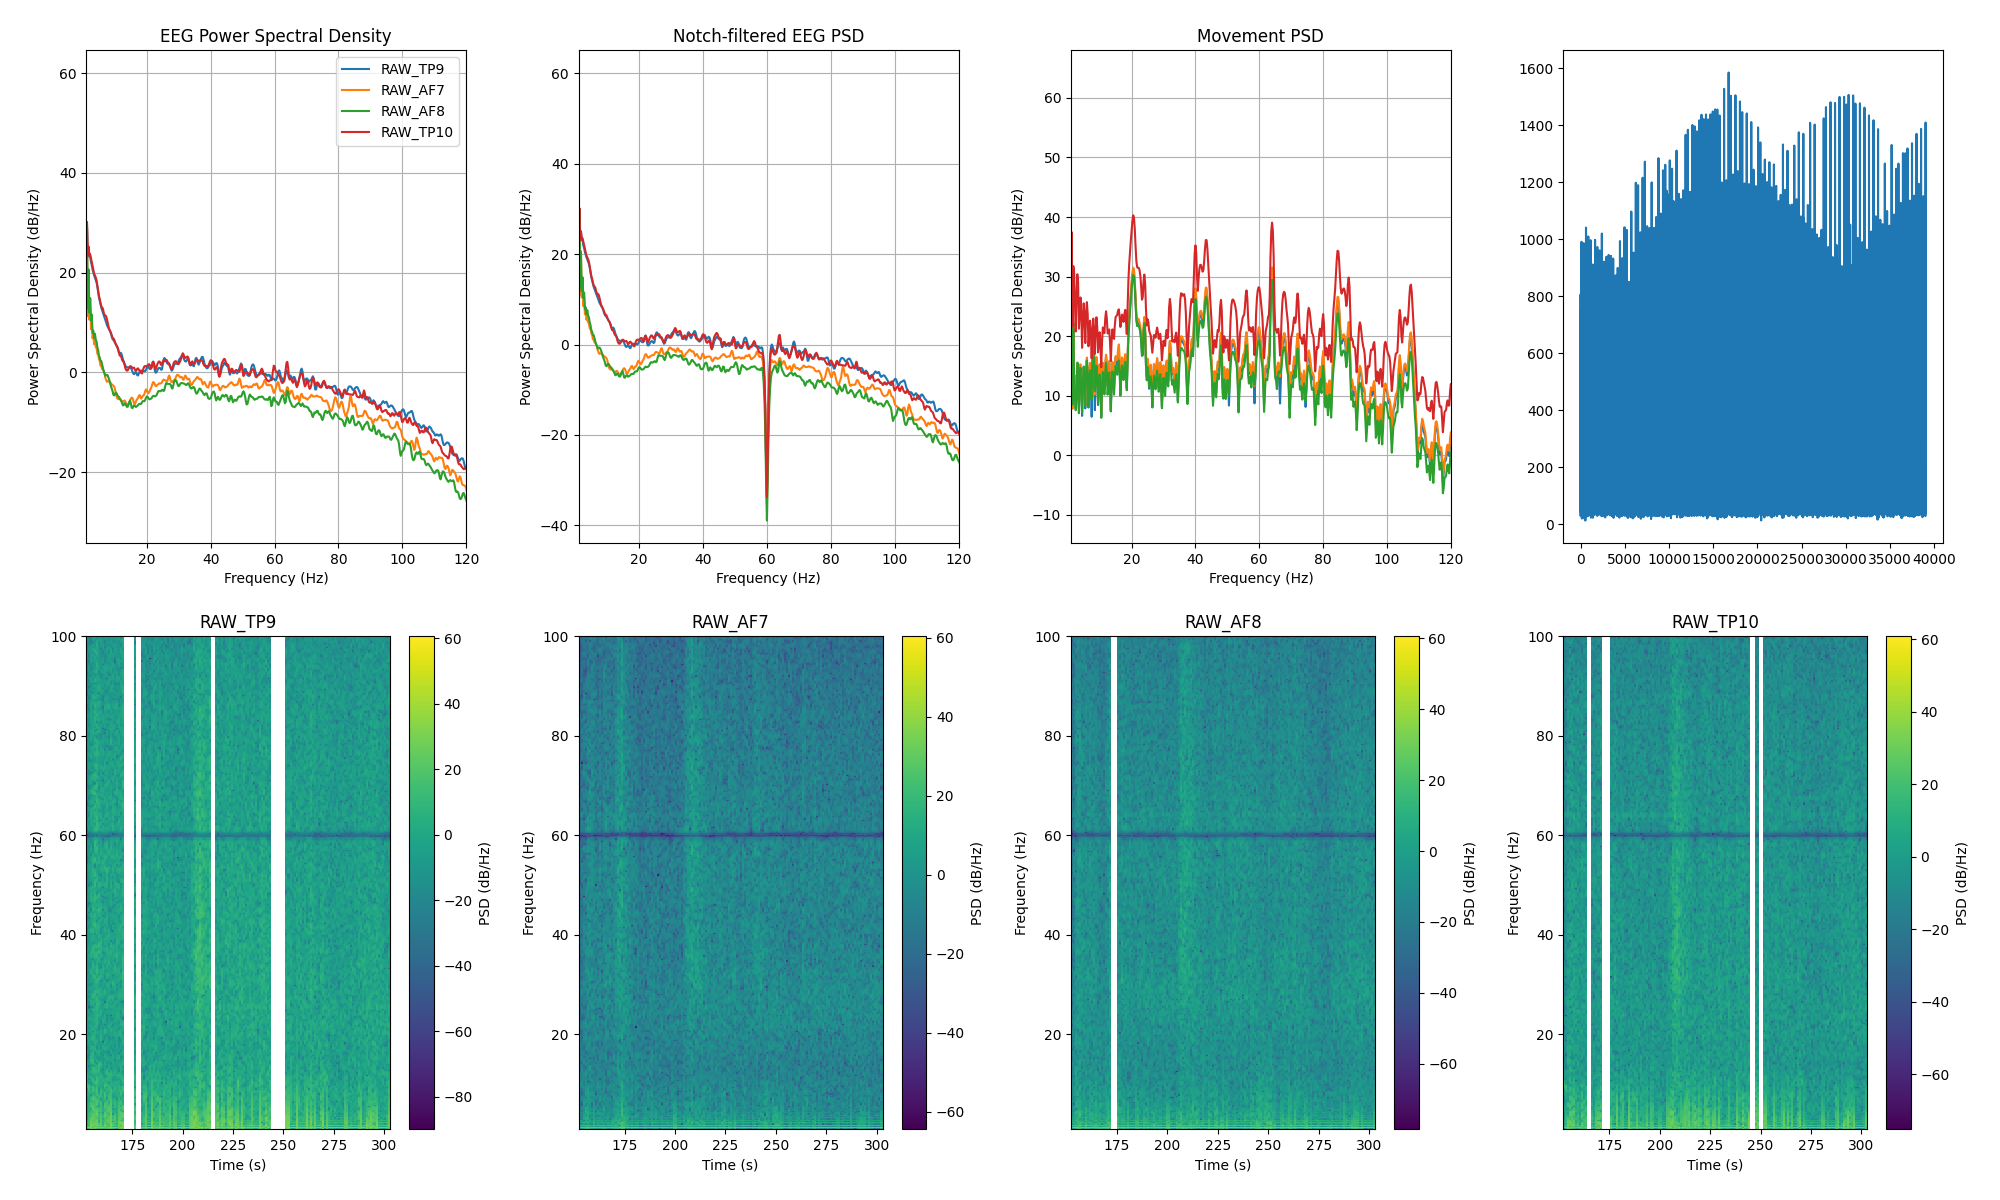 EEG Power Spectral Density
Power Spectral Density (dB/Hz)
60
40
20
0
−20
RAW_TP9
RAW_AF7
RAW_AF8
RAW_TP10
20 40 60 80 100 120
Frequency (Hz)
Notch-filtered EEG PSD
Power Spectral Density (dB/Hz)
60
40
20
0
−20
−40
20 40 60 80 100 120
Frequency (Hz)
Movement PSD
Power Spectral Density (dB/Hz)
60
50
40
30
20
10
0
−10
20 40 60 80 100 120
Frequency (Hz)
1600
1400
1200
1000
800
600
400
200
0
0 5000 10000 15000 20000 25000 30000 35000 40000
RAW_TP9
Frequency (Hz)
100
80
60
40
20
175 200 225 250 275 300
Time (s)
60
40
20
0
−20
−40
−60
−80
PSD (dB/Hz)
RAW_AF7
Frequency (Hz)
100
80
60
40
20
175 200 225 250 275 300
Time (s)
60
40
20
0
−20
−40
−60
PSD (dB/Hz)
RAW_AF8
Frequency (Hz)
100
80
60
40
20
175 200 225 250 275 300
Time (s)
60
40
20
0
−20
−40
−60
PSD (dB/Hz)
RAW_TP10
Frequency (Hz)
100
80
60
40
20
175 200 225 250 275 300
Time (s)
60
40
20
0
−20
−40
−60
PSD (dB/Hz)